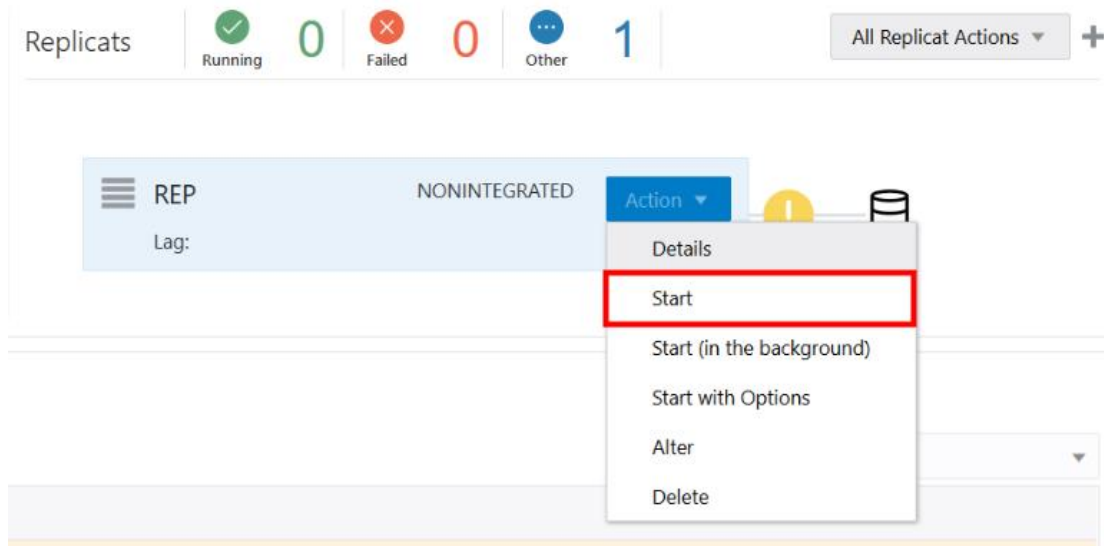 Replicats
Running
0
Failed
0
Other
1
All Replicat Actions
REP
NONINTEGRATED
Action
Lag:
Details
Start
Start (in the background)
Start with Options
Alter
Delete